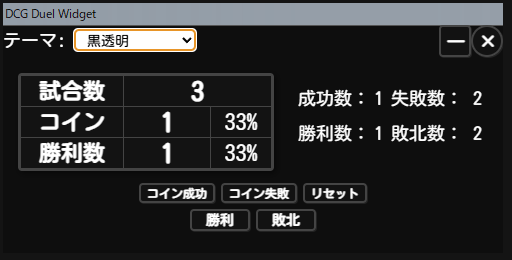 DCG Duel Widget
テーマ: 黒透明
試合数 3
コイン 1 33%
勝利数 1 33%
成功数： 1 失敗数： 2
勝利数： 1 敗北数： 2
コイン成功 コイン失敗 リセット
勝利 敗北